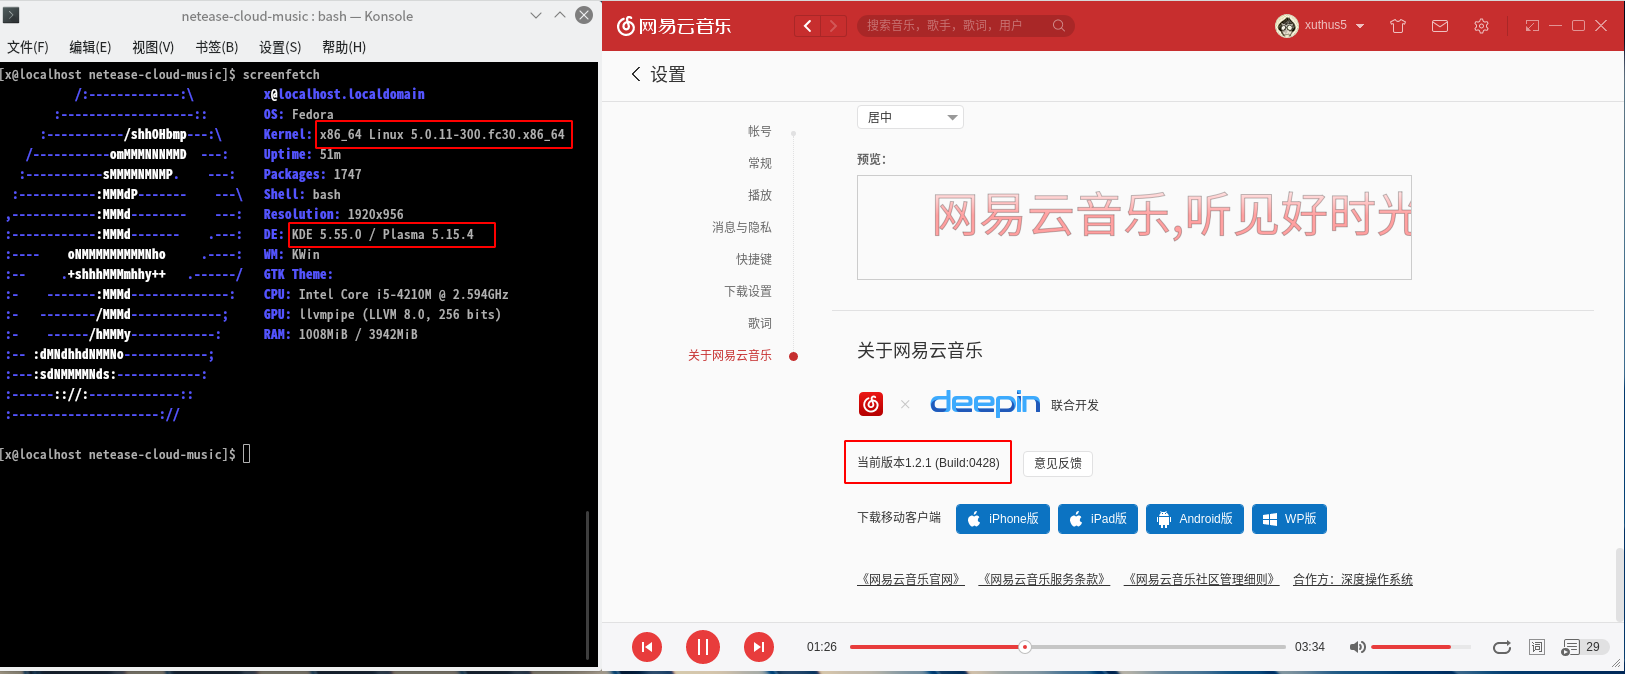 netease-cloud-music : bash — Konsole
文件(F) 编辑(E) 视图(V) 书签(B) 设置(S) 帮助(H)
[x@localhost netease-cloud-music]$ screenfetch
/:-------------:\ x@localhost.localdomain
:-------------------:: OS: Fedora
:-----------/shhOHbmp---:\ Kernel: x86_64 Linux 5.0.11-300.fc30.x86_64
/-----------omMMMNNNMMD ---: Uptime: 51m
:-----------sMMMMNMNMP. ---: Packages: 1747
:-----------:MMMdP------- ---\ Shell: bash
,------------:MMMd-------- ---: Resolution: 1920x956
:------------:MMMd------- .---: DE: KDE 5.55.0 / Plasma 5.15.4
:---- oNMMMMMMMMMNho .----: WM: KWin
:-- .+shhhMMMmhhy++ .------/ GTK Theme:
:- -------:MMMd--------------: CPU: Intel Core i5-4210M @ 2.594GHz
:- --------/MMMd-------------; GPU: llvmpipe (LLVM 8.0, 256 bits)
:- ------/hMMMy------------: RAM: 1008MiB / 3942MiB
:-- :dMNdhhdNMMNo------------;
:---:sdNMMMMNds:------------:
:------:://:-------------::
:---------------------://
[x@localhost netease-cloud-music]$
网易云音乐
搜索音乐，歌手，歌词，用户
xuthus5
设置
帐号
常规
播放
消息与隐私
快捷键
下载设置
歌词
关于网易云音乐
居中
预览：
网易云音乐,听见好时光
关于网易云音乐
× deepin 联合开发
当前版本1.2.1 (Build:0428) 意见反馈
下载移动客户端 iPhone版 iPad版 Android版 WP版
《网易云音乐官网》 《网易云音乐服务条款》 《网易云音乐社区管理细则》 合作方：深度操作系统
01:26 03:34 词 29